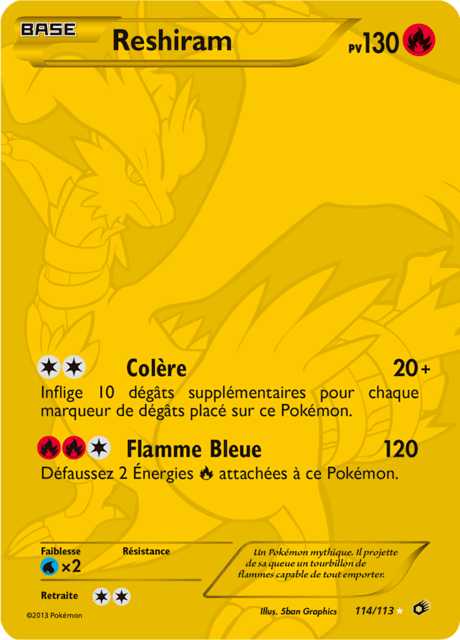 BASE
Reshiram
PV130
Colère 20+
Inflige 10 dégâts supplémentaires pour chaque
marqueur de dégâts placé sur ce Pokémon.
Flamme Bleue 120
Défaussez 2 Énergies attachées à ce Pokémon.
Faiblesse Résistance
×2
Un Pokémon mythique. Il projette
de sa queue un tourbillon de
flammes capable de tout emporter.
Retraite
©2013 Pokémon
Illus. 5ban Graphics 114/113